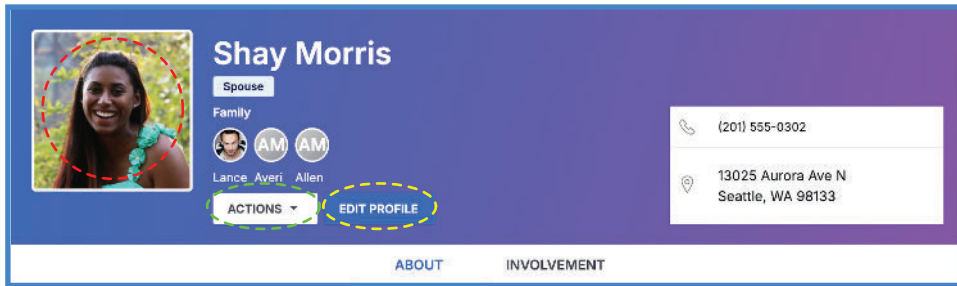 Shay Morris
Spouse
Family
AM AM
Lance Averi Allen
ACTIONS
EDIT PROFILE
(201) 555-0302
13025 Aurora Ave N
Seattle, WA 98133
ABOUT
INVOLVEMENT